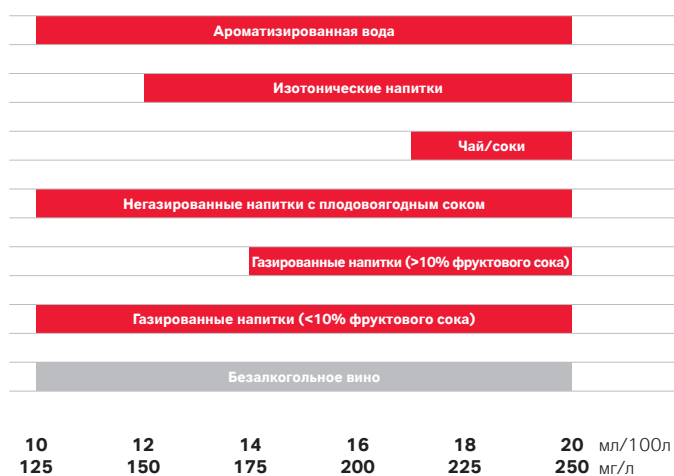 Ароматизированная вода
Изотонические напитки
Чай/соки
Негазированные напитки с плодовоягодным соком
Газированные напитки (>10% фруктового сока)
Газированные напитки (<10% фруктового сока)
Безалкогольное вино
10 12 14 16 18 20 мл/100л
125 150 175 200 225 250 мг/л